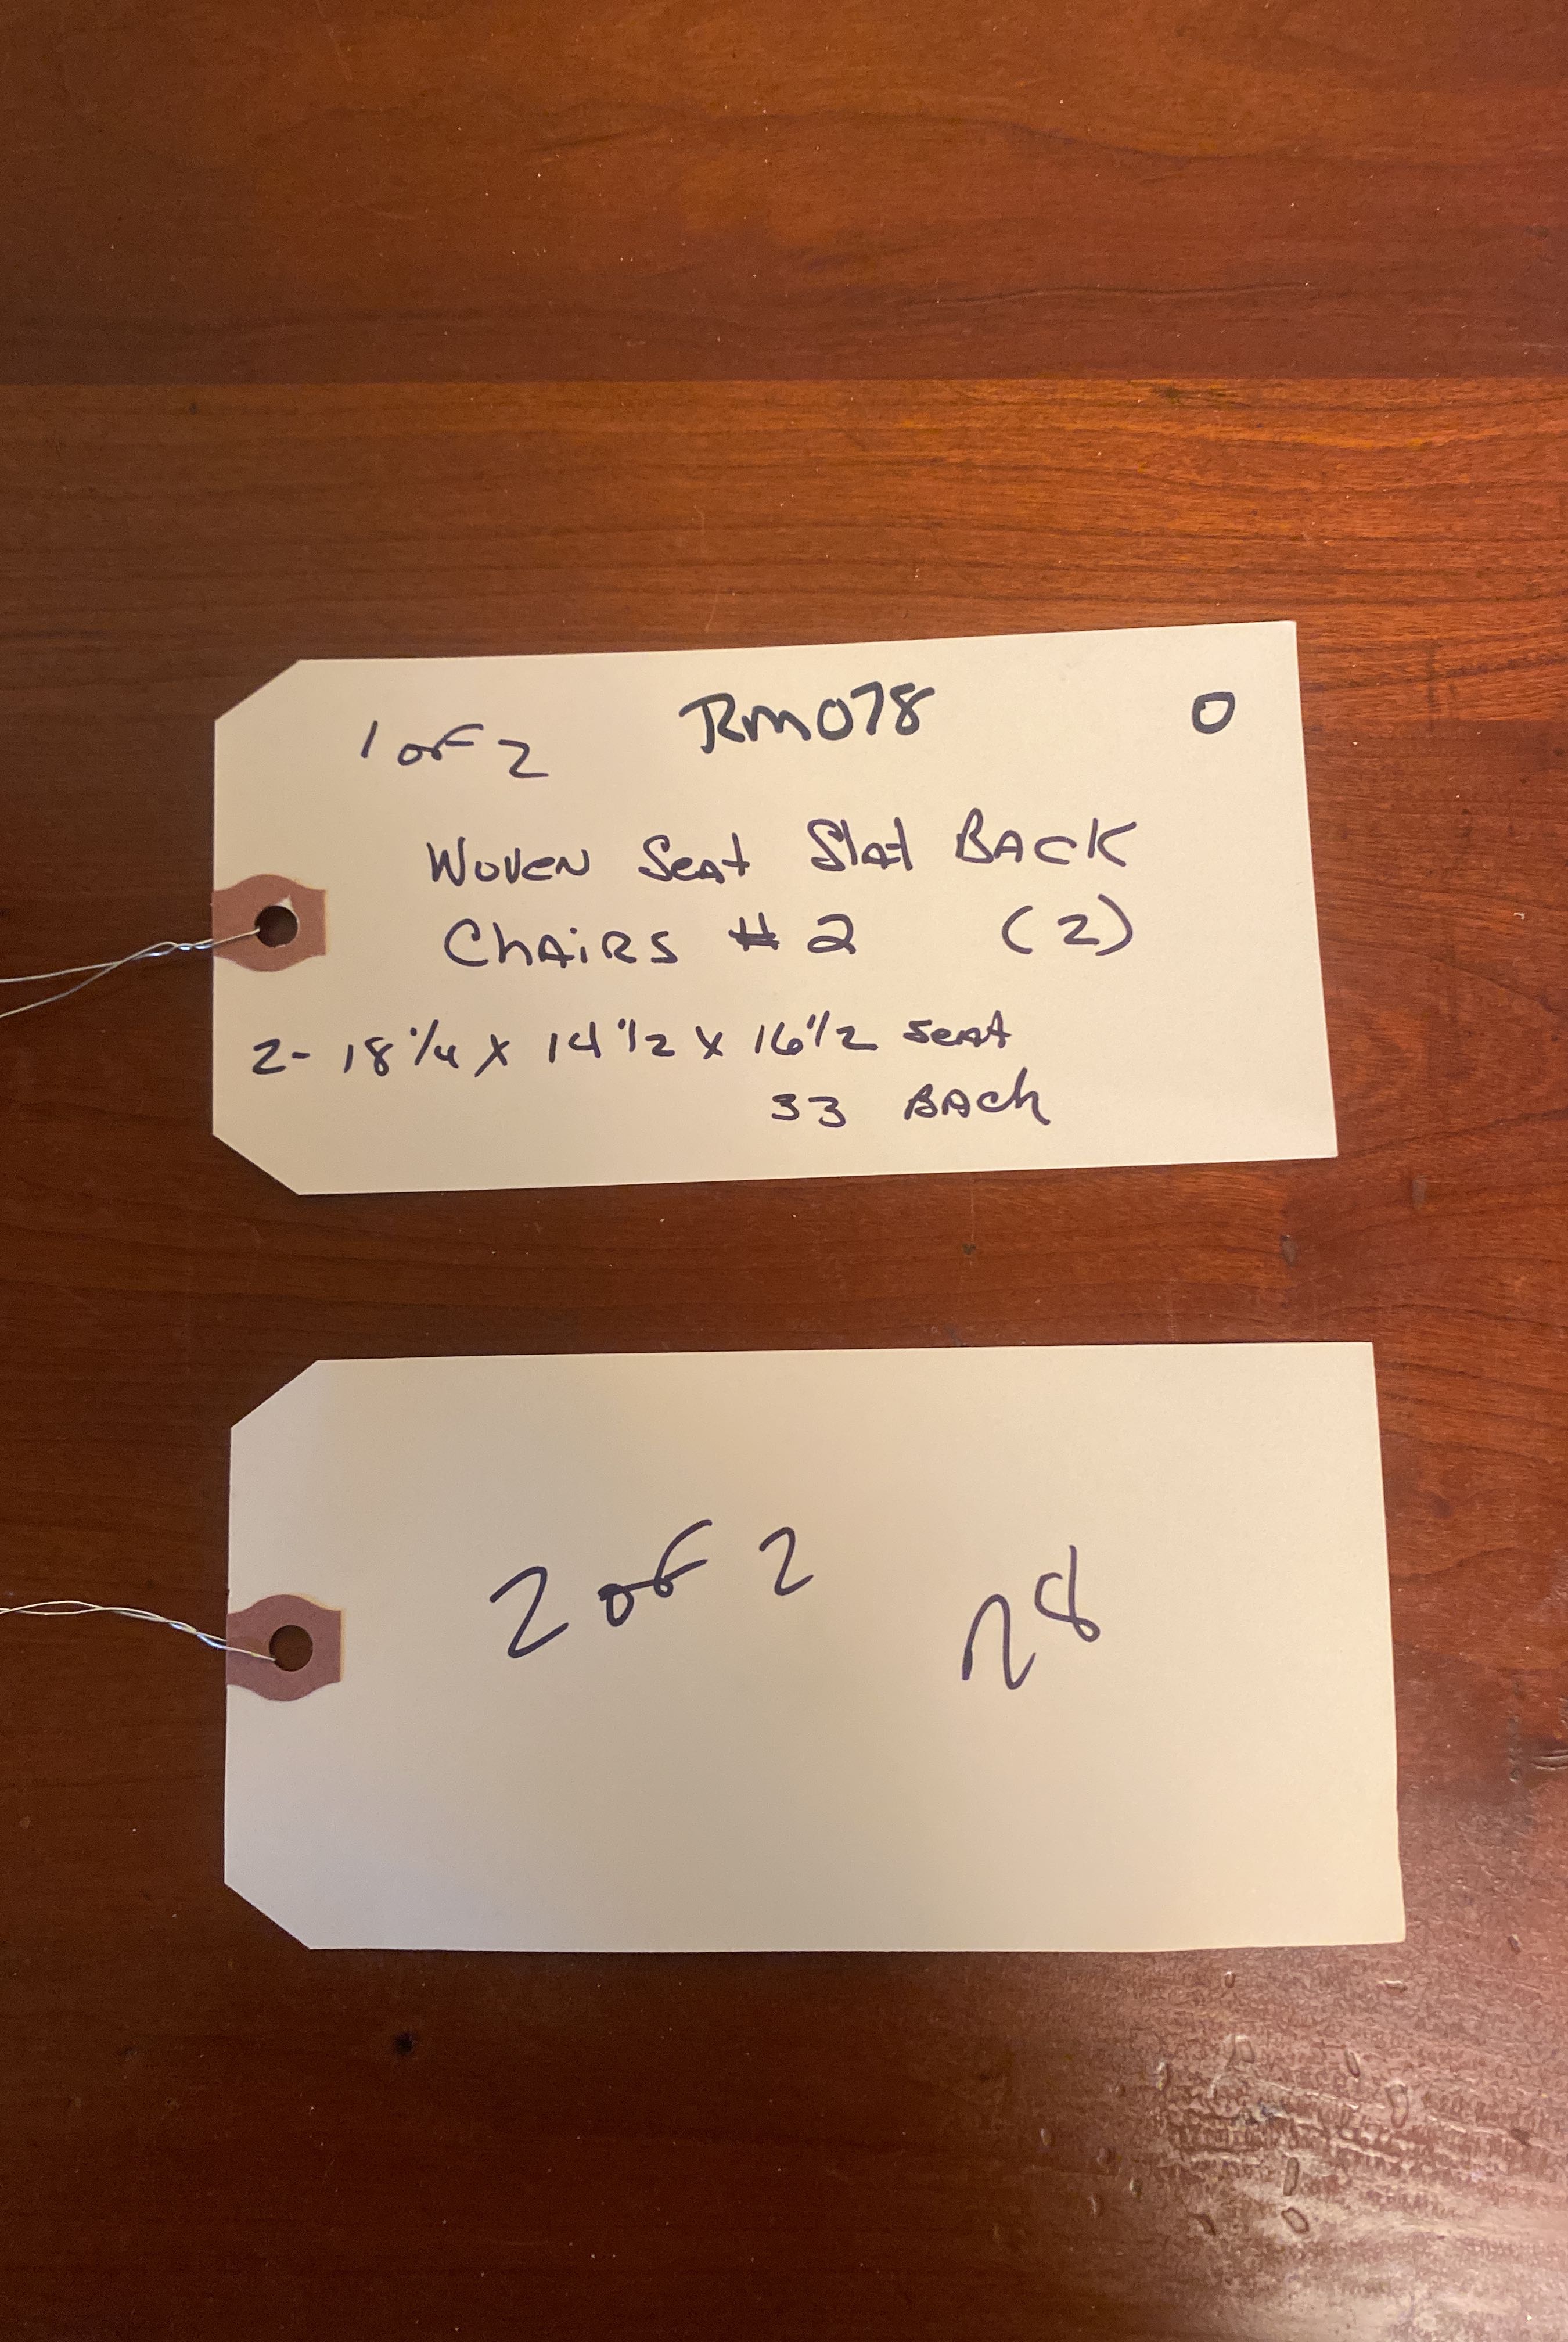 1 of 2 RM078 O
Woven Seat Slat BACK
CHAiRS # 2 (2)
2- 18 1/4 x 14 1/2 x 16 1/2 seat
33 BAck
2 of 2 78